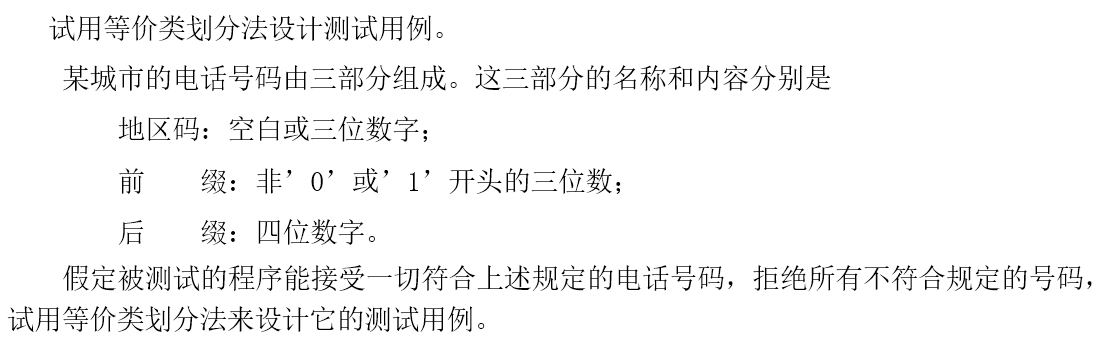 试用等价类划分法设计测试用例。
某城市的电话号码由三部分组成。这三部分的名称和内容分别是
地区码：空白或三位数字；
前　　缀：非’0’或’1’开头的三位数；
后　　缀：四位数字。
假定被测试的程序能接受一切符合上述规定的电话号码，拒绝所有不符合规定的号码，
试用等价类划分法来设计它的测试用例。